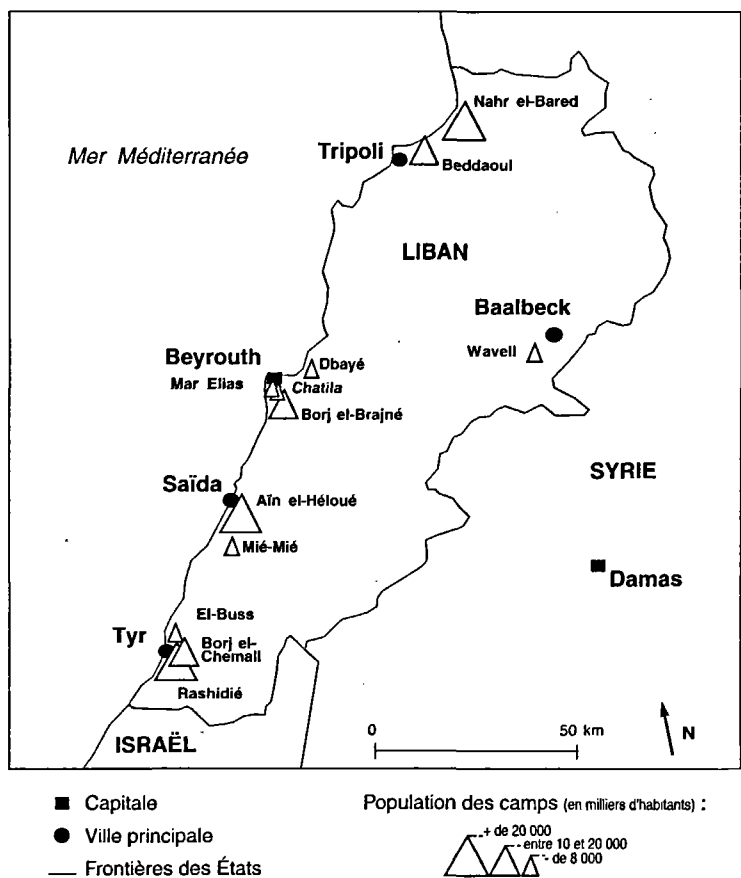 Nahr el-Bared
Mer Méditerranée
Tripoli
Beddaouï
LIBAN
Baalbeck
Wavell
Beyrouth
Dbayé
Mar Elias
Chatila
Borj el-Brajné
SYRIE
Saïda
Aïn el-Héloué
Mié-Mié
Damas
El-Buss
Tyr
Borj el-
Chemali
Rashidié
ISRAËL
0
50 km
N
Capitale
Ville principale
Frontières des États
Population des camps (en milliers d'habitants) :
+ de 20 000
entre 10 et 20 000
- de 8 000